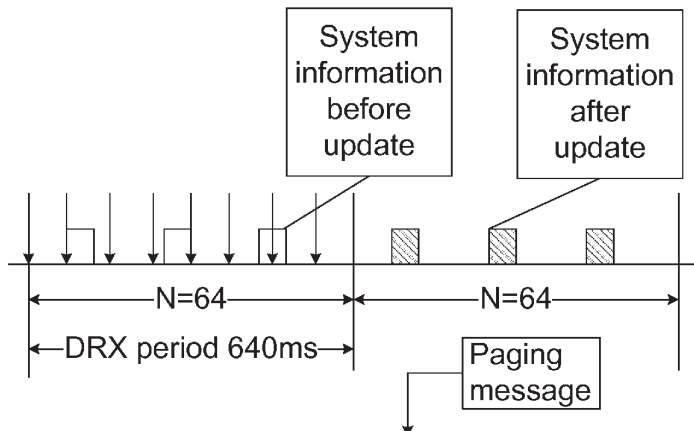 System
information
before
update
System
information
after
update
N=64
N=64
DRX period 640ms
Paging
message